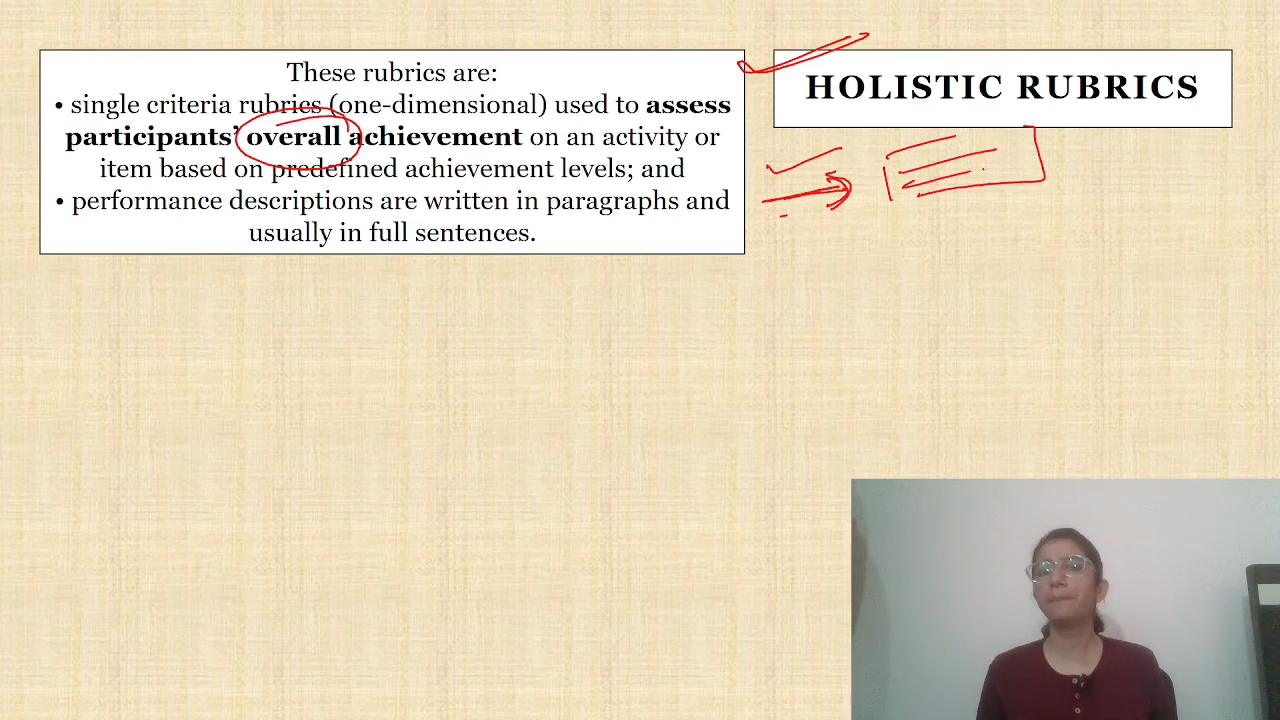 These rubrics are:
• single criteria rubrics (one-dimensional) used to assess
participants' overall achievement on an activity or
item based on predefined achievement levels; and
• performance descriptions are written in paragraphs and
usually in full sentences.
HOLISTIC RUBRICS